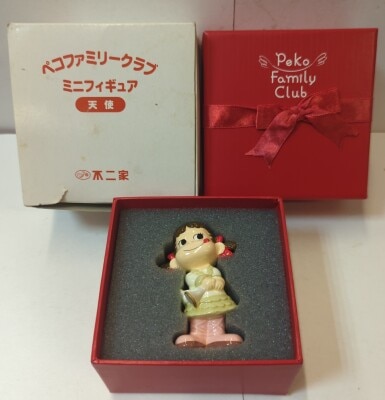 ペコファミリークラブ
ミニフィギュア
天使
不二家
Peko
Family
Club